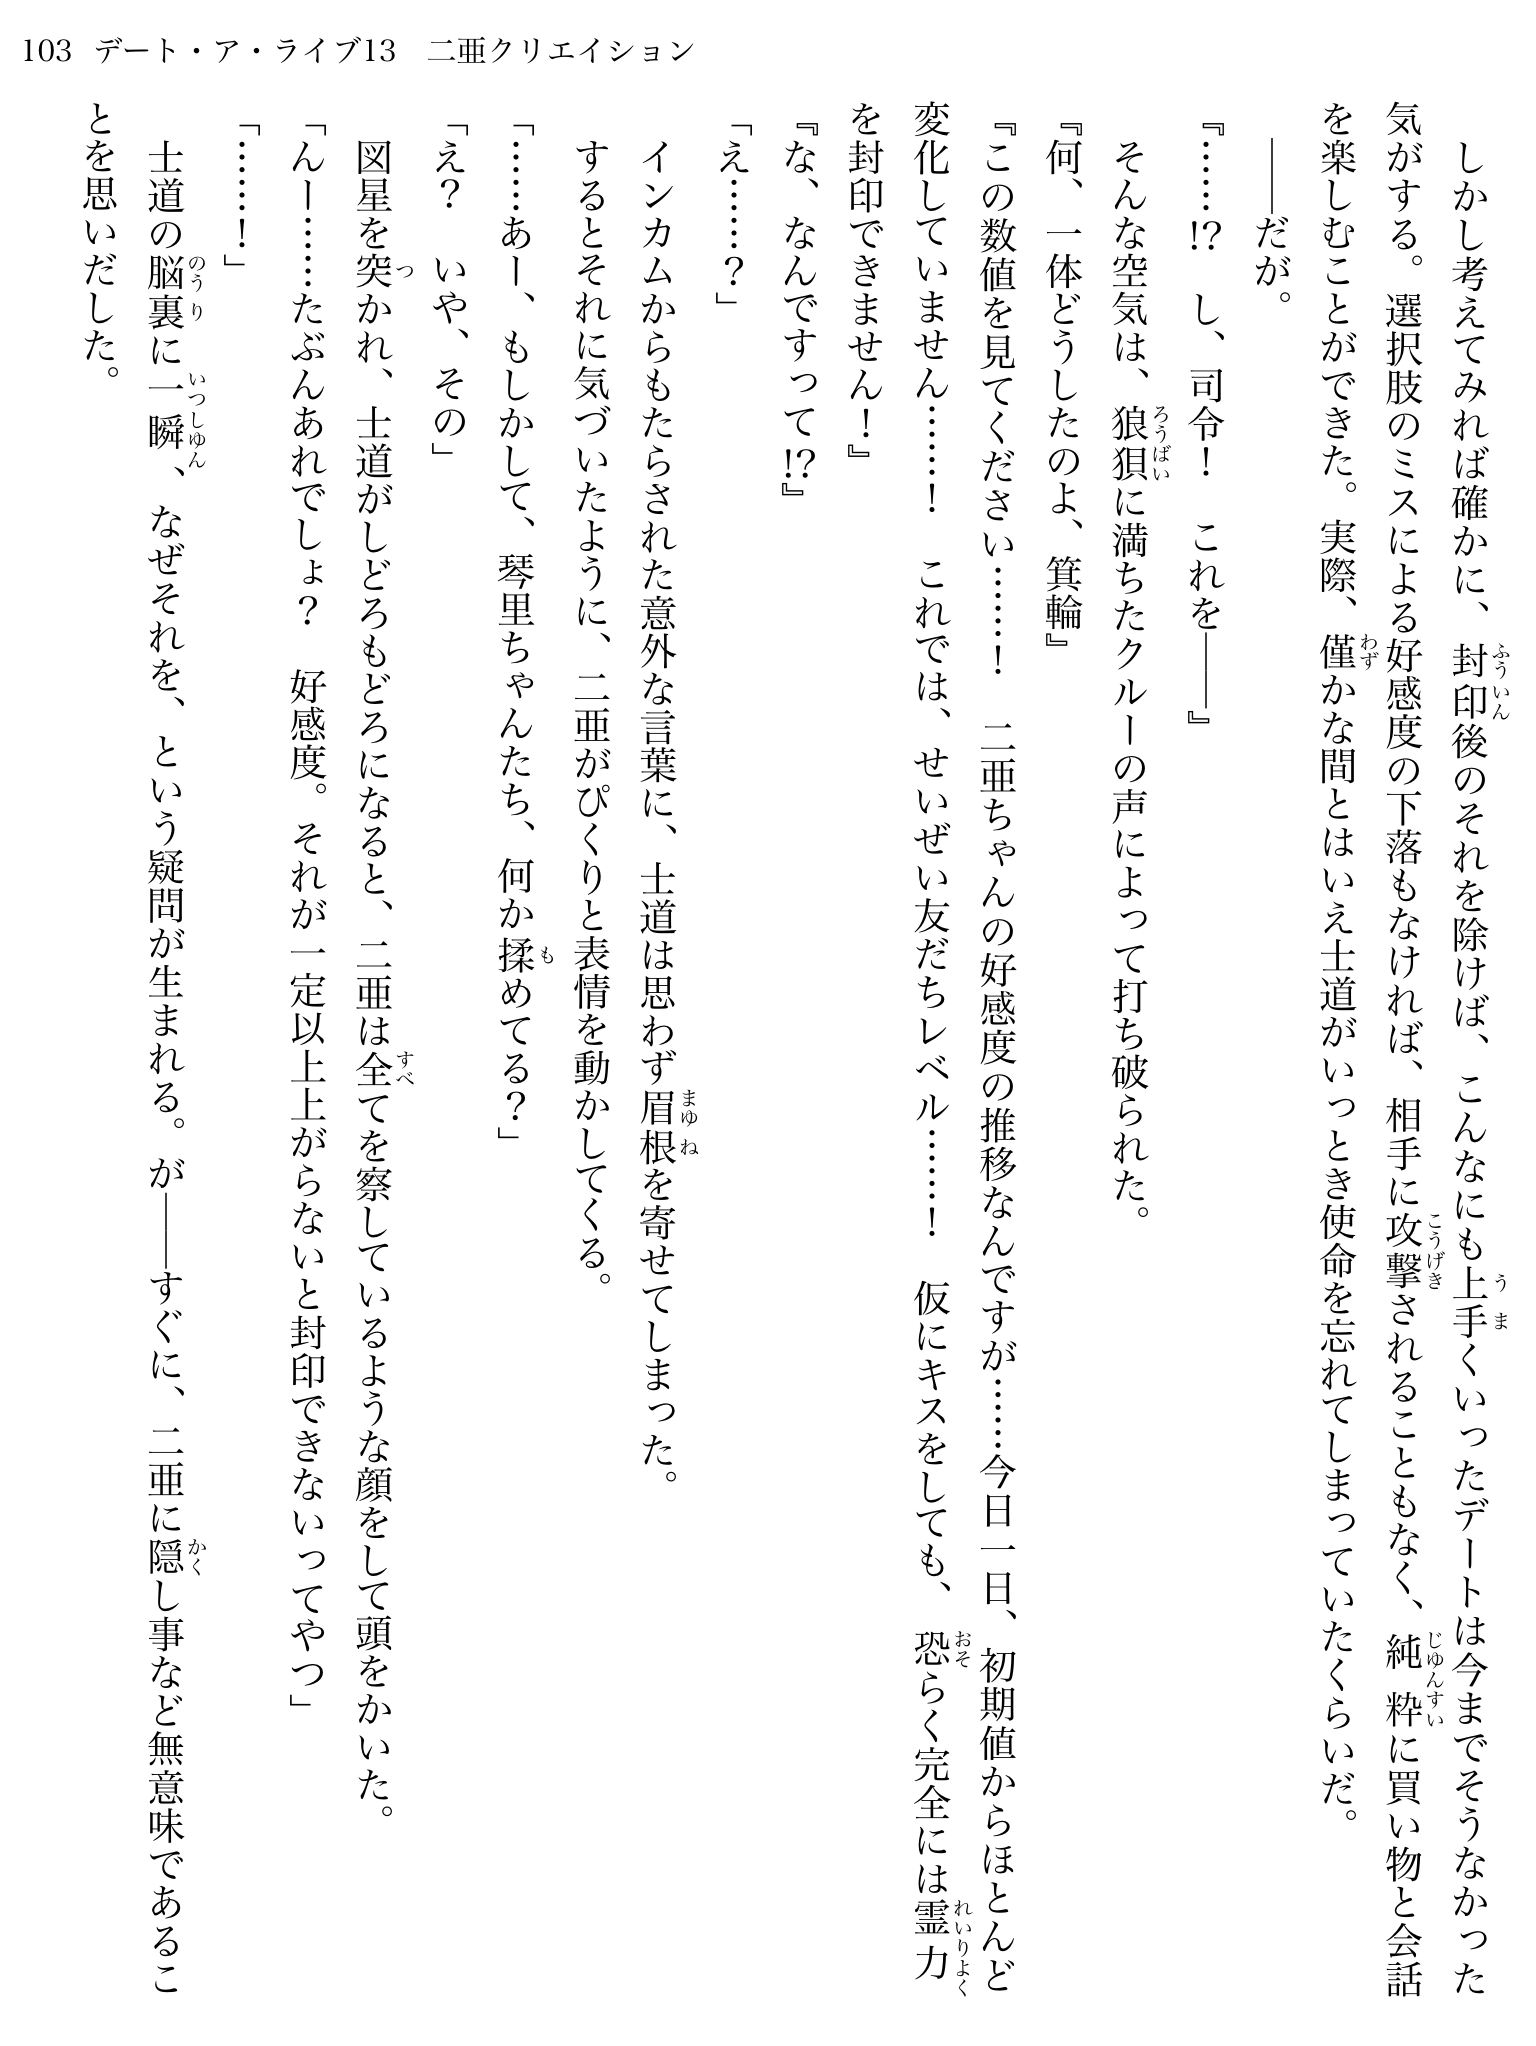 103 デート・ア・ライブ13　二亜クリエイション
　しかし考えてみれば確かに、封印後のそれを除けば、こんなにも上手くいったデートは今までそうなかった
気がする。選択肢のミスによる好感度の下落もなければ、相手に攻撃されることもなく、純粋に買い物と会話
を楽しむことができた。実際、僅かな間とはいえ士道がいっとき使命を忘れてしまっていたくらいだ。
　――だが。
『……!?　し、司令！　これを――』
　そんな空気は、狼狽に満ちたクルーの声によって打ち破られた。
『何、一体どうしたのよ、箕輪』
『この数値を見てください……！　二亜ちゃんの好感度の推移なんですが……今日一日、初期値からほとんど
変化していません……！　これでは、せいぜい友だちレベル……！　仮にキスをしても、恐らく完全には霊力
を封印できません！』
『な、なんですって!?』
「え……？」
　インカムからもたらされた意外な言葉に、士道は思わず眉根を寄せてしまった。
　するとそれに気づいたように、二亜がぴくりと表情を動かしてくる。
「……あー、もしかして、琴里ちゃんたち、何か揉めてる？」
「え？　いや、その」
　図星を突かれ、士道がしどろもどろになると、二亜は全てを察しているような顔をして頭をかいた。
「んー……たぶんあれでしょ？　好感度。それが一定以上上がらないと封印できないってやつ」
「……！」
　士道の脳裏に一瞬、なぜそれを、という疑問が生まれる。が――すぐに、二亜に隠し事など無意味であるこ
とを思いだした。